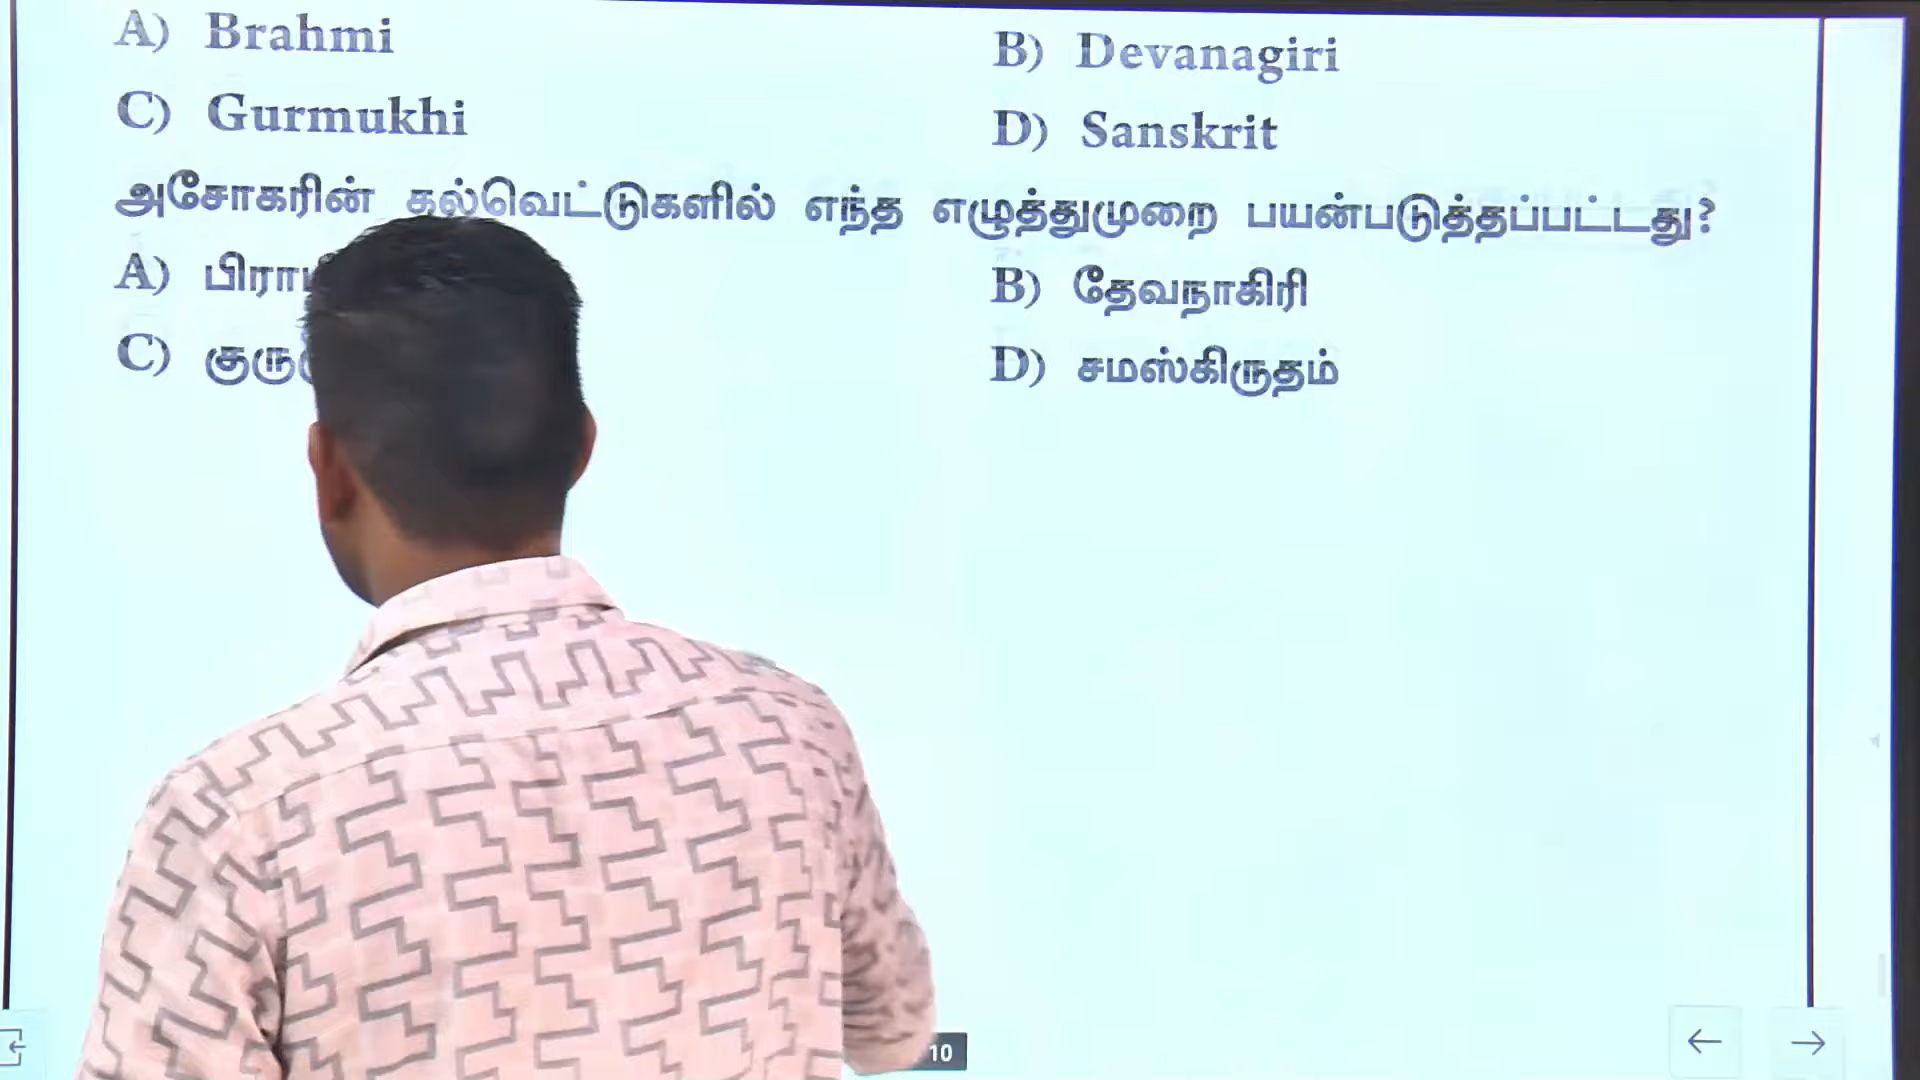 A) Brahmi
B) Devanagiri
C) Gurmukhi
D) Sanskrit
அசோகரின் கல்வெட்டுகளில் எந்த எழுத்துமுறை பயன்படுத்தப்பட்டது?
A)
B) தேவநாகிரி
C)
D) சமஸ்கிருதம்
10